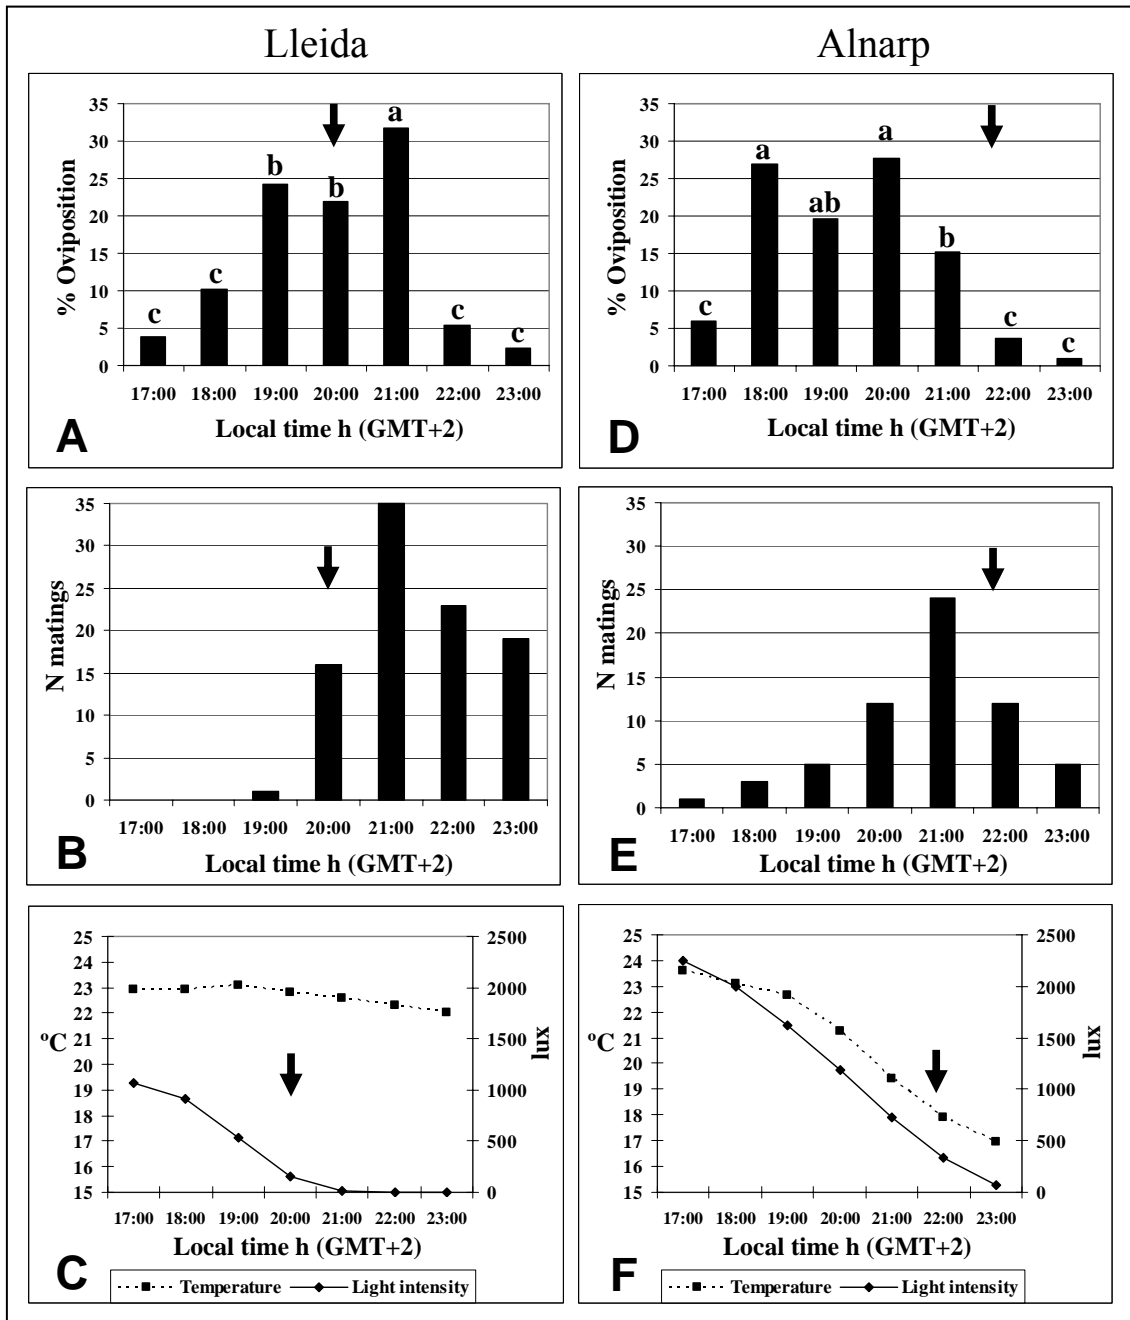 Lleida
Alnarp
35
30
25
20
15
10
5
0
% Oviposition
c
c
b
b
a
c
c
17:00 18:00 19:00 20:00 21:00 22:00 23:00
Local time h (GMT+2)
A
35
30
25
20
15
10
5
0
% Oviposition
c
a
ab
a
b
c
c
17:00 18:00 19:00 20:00 21:00 22:00 23:00
Local time h (GMT+2)
D
35
30
25
20
15
10
5
0
N matings
17:00 18:00 19:00 20:00 21:00 22:00 23:00
Local time h (GMT+2)
B
35
30
25
20
15
10
5
0
N matings
17:00 18:00 19:00 20:00 21:00 22:00 23:00
Local time h (GMT+2)
E
25
24
23
22
21
20
19
18
17
16
15
ºC
2500
2000
1500
1000
500
0
lux
17:00 18:00 19:00 20:00 21:00 22:00 23:00
Local time h (GMT+2)
C
Temperature Light intensity
25
24
23
22
21
20
19
18
17
16
15
ºC
2500
2000
1500
1000
500
0
lux
17:00 18:00 19:00 20:00 21:00 22:00 23:00
Local time h (GMT+2)
F
Temperature Light intensity